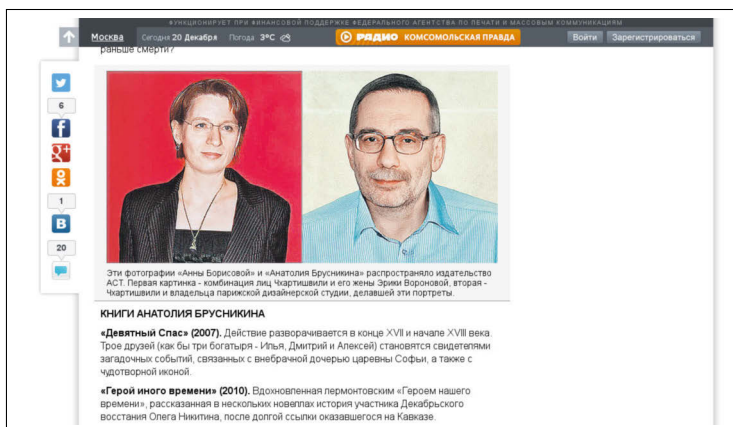 ФУНКЦИОНИРУЕТ ПРИ ФИНАНСОВОЙ ПОДДЕРЖКЕ ФЕДЕРАЛЬНОГО АГЕНТСТВА ПО ПЕЧАТИ И МАССОВЫМ КОММУНИКАЦИЯМ
Москва Сегодня 20 Декабря Погода 3°C РАДИО КОМСОМОЛЬСКАЯ ПРАВДА Войти Зарегистрироваться
раньше смерти?
6
f
g+
1
B
20
Эти фотографии «Анны Борисовой» и «Анатолия Брусникина» распространяло издательство
АСТ. Первая картинка - комбинация лиц Чхартишвили и его жены Эрики Вороновой, вторая -
Чхартишвили и владельца парижской дизайнерской студии, делавшей эти портреты.
КНИГИ АНАТОЛИЯ БРУСНИКИНА
«Девятный Спас» (2007). Действие разворачивается в конце XVII и начале XVIII века.
Трое друзей (как бы три богатыря - Илья, Дмитрий и Алексей) становятся свидетелями
загадочных событий, связанных с внебрачной дочерью царевны Софьи, а также с
чудотворной иконой.
«Герой иного времени» (2010). Вдохновленная лермонтовским «Героем нашего
времени», рассказанная в нескольких новеллах история участника Декабрьского
восстания Олега Никитина, после долгой ссылки оказавшегося на Кавказе.